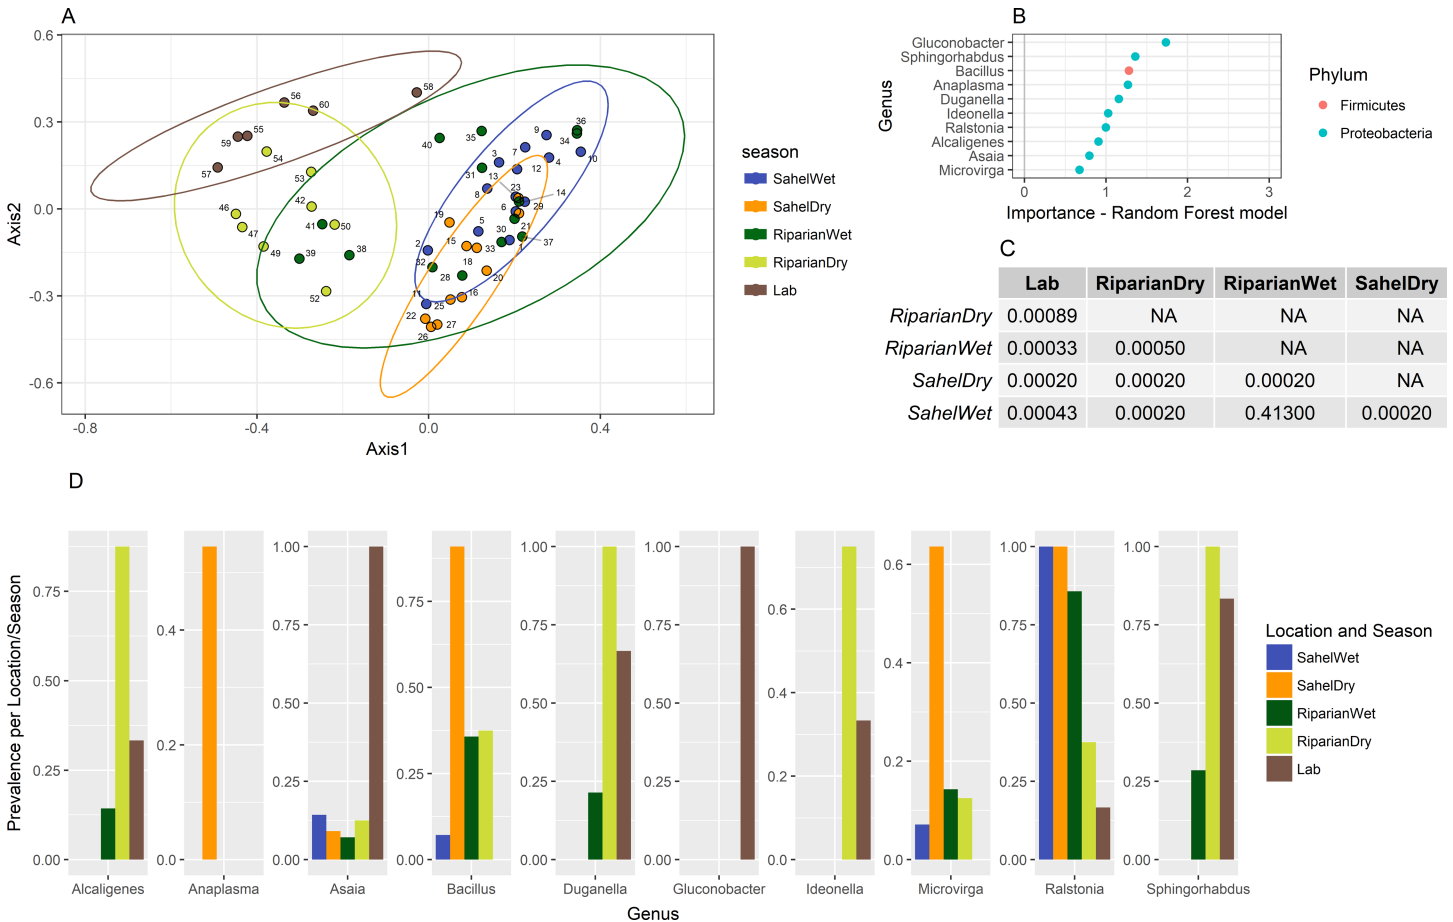 A
0.6
0.3
0.0
-0.3
-0.6
-0.8
-0.4
0.0
0.4
Axis2
Axis1
56
60
58
55
59
57
54
53
42
46
47
49
41
50
39
38
52
40
35
36
34
9
7
10
3
4
12
13
31
8
23
14
6
29
19
5
21
30
37
1
2
15
33
32
18
28
20
11
25
16
22
27
26
season
SahelWet
SahelDry
RiparianWet
RiparianDry
Lab
B
Genus
Gluconobacter
Sphingorhabdus
Bacillus
Anaplasma
Duganella
Ideonella
Ralstonia
Alcaligenes
Asaia
Microvirga
0 1 2 3
Importance - Random Forest model
Phylum
Firmicutes
Proteobacteria
C
Lab RiparianDry RiparianWet SahelDry
RiparianDry 0.00089 NA NA NA
RiparianWet 0.00033 0.00050 NA NA
SahelDry 0.00020 0.00020 0.00020 NA
SahelWet 0.00043 0.00020 0.41300 0.00020
D
Prevalence per Location/Season
0.75
0.50
0.25
0.00
Alcaligenes
0.4
0.2
0.0
Anaplasma
1.00
0.75
0.50
0.25
0.00
Asaia
0.75
0.50
0.25
0.00
Bacillus
1.00
0.75
0.50
0.25
0.00
Duganella
1.00
0.75
0.50
0.25
0.00
Gluconobacter
0.6
0.4
0.2
0.0
Ideonella
0.6
0.4
0.2
0.0
Microvirga
1.00
0.75
0.50
0.25
0.00
Ralstonia
1.00
0.75
0.50
0.25
0.00
Sphingorhabdus
Genus
Location and Season
SahelWet
SahelDry
RiparianWet
RiparianDry
Lab